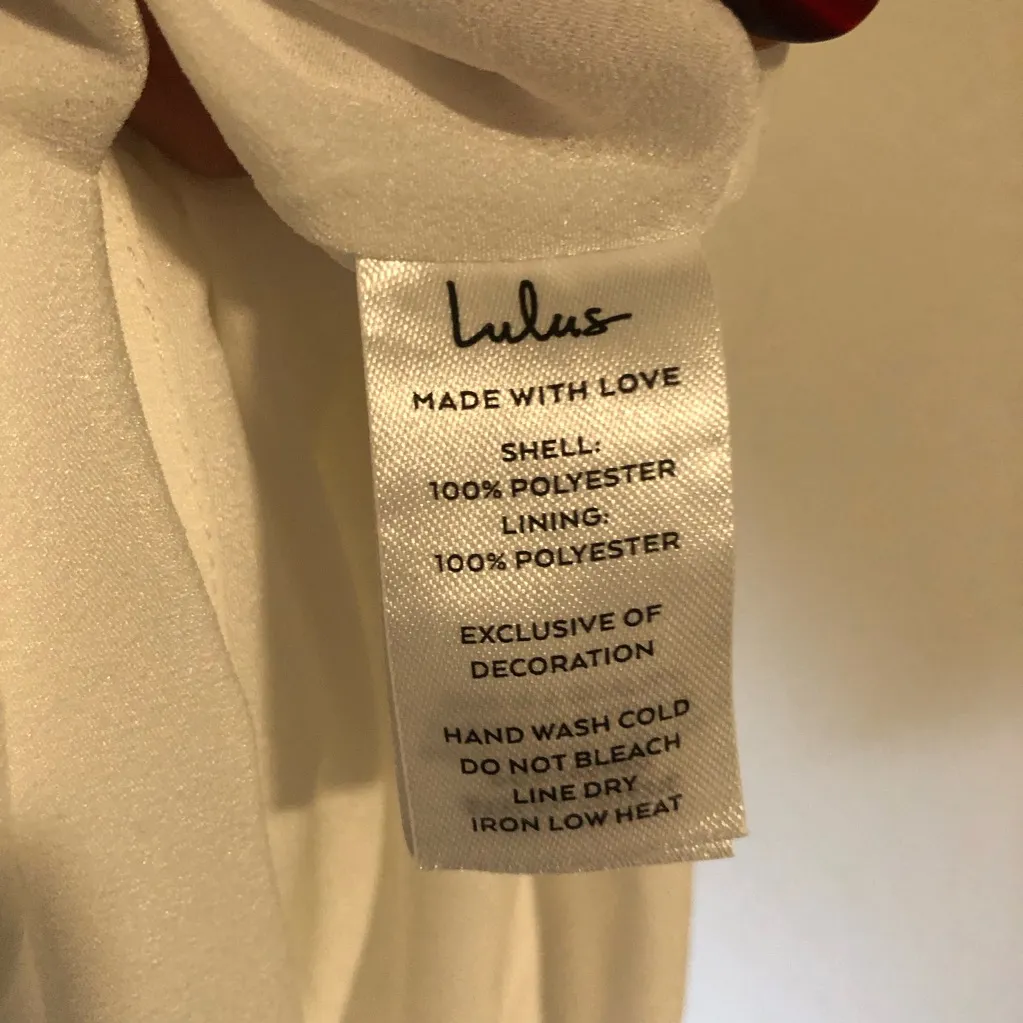 Lulus
MADE WITH LOVE
SHELL:
100% POLYESTER
LINING:
100% POLYESTER
EXCLUSIVE OF
DECORATION
HAND WASH COLD
DO NOT BLEACH
LINE DRY
IRON LOW HEAT